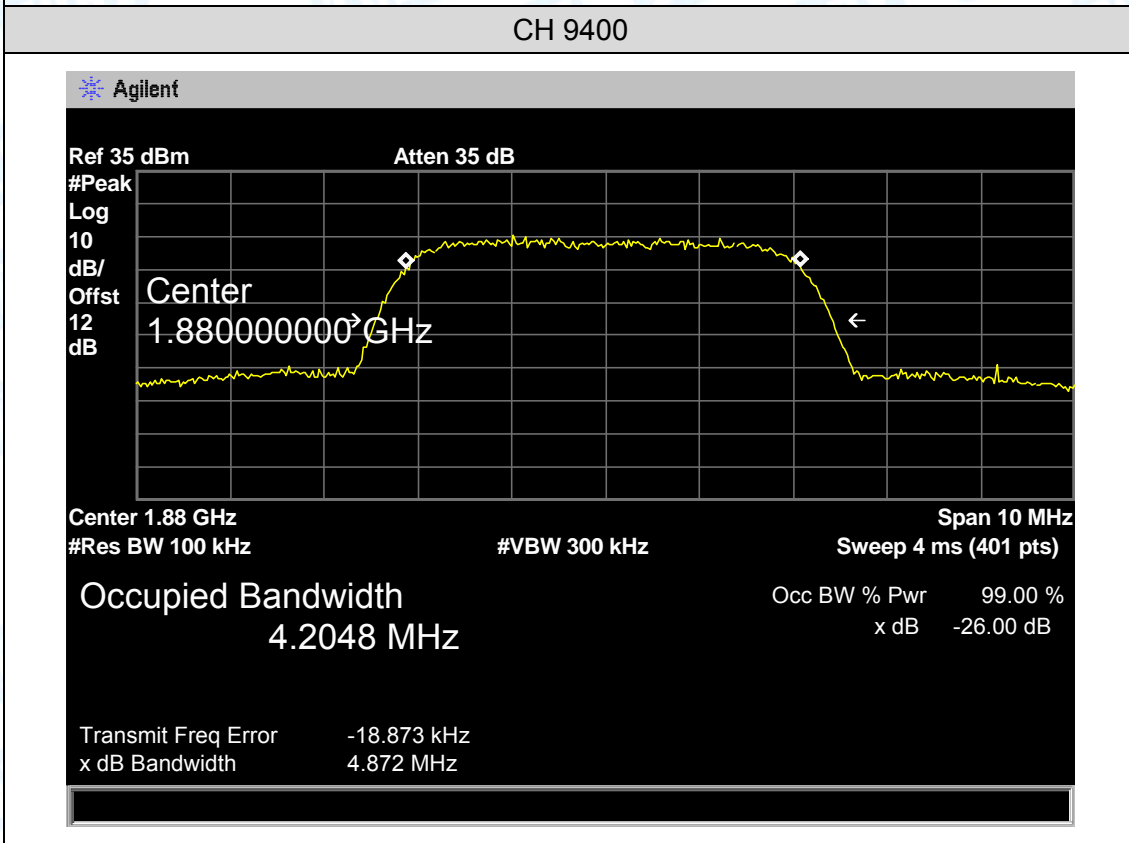 CH 9400
Agilent
Ref 35 dBm Atten 35 dB
#Peak
Log
10
dB/
Offst
12
dB
Center
1.880000000 GHz
Center 1.88 GHz Span 10 MHz
#Res BW 100 kHz #VBW 300 kHz Sweep 4 ms (401 pts)
Occupied Bandwidth
4.2048 MHz
Occ BW % Pwr 99.00 %
x dB -26.00 dB
Transmit Freq Error -18.873 kHz
x dB Bandwidth 4.872 MHz